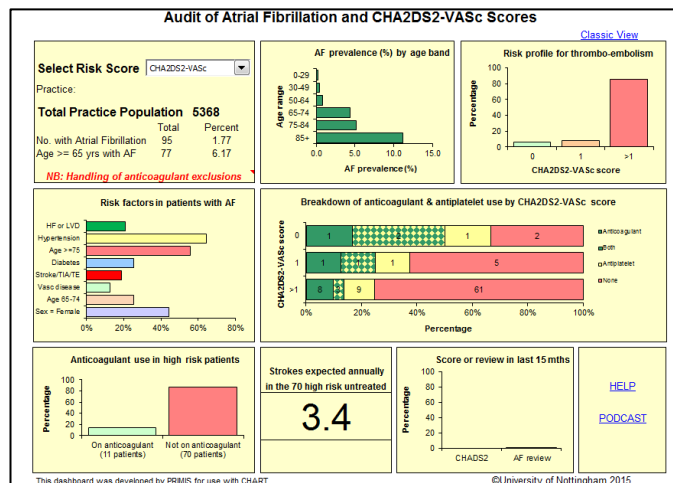 Audit of Atrial Fibrillation and CHA2DS2-VASc Scores
Classic View
Select Risk Score CHA2DS2-VASc
Practice:
Total Practice Population 5368
Total Percent
No. with Atrial Fibrillation 95 1.77
Age >= 65 yrs with AF 77 6.17
NB: Handling of anticoagulant exclusions
AF prevalence (%) by age band
Age range
0-29
30-49
50-64
65-74
75-84
85+
0.0 5.0 10.0 15.0
AF prevalence(%)
Risk profile for thrombo-embolism
Percentage
100
80
60
40
20
0
0 1 >1
CHA2DS2-VASc score
Risk factors in patients with AF
HF or LVD
Hypertension
Age >=75
Diabetes
Stroke/TIA/TE
Vasc disease
Age 65-74
Sex = Female
0% 20% 40% 60% 80%
Breakdown of anticoagulant & antiplatelet use by CHA2DS2-VASc score
CHA2DS2-VASc score
0 1 2 1 2
1 1 1 1 5
>1 8 3 9 61
0% 20% 40% 60% 80% 100%
Percentage
Anticoagulant
Both
Antiplatelet
None
Anticoagulant use in high risk patients
Percentage
100
80
60
40
20
0
On anticoagulant
(11 patients)
Not on anticoagulant
(70 patients)
Strokes expected annually
in the 70 high risk untreated
3.4
Score or review in last 15 mths
Percentage
100
80
60
40
20
0
CHADS2 AF review
HELP
PODCAST
This dashboard was developed by PRIMIS for use with CHART
©University of Nottingham 2015